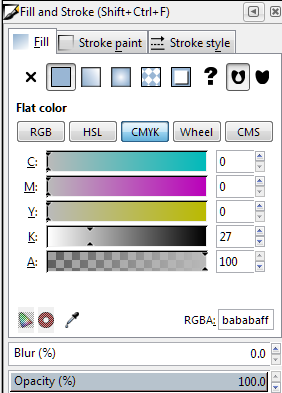 Fill and Stroke (Shift+Ctrl+F)
Fill Stroke paint Stroke style
?
Flat color
RGB HSL CMYK Wheel CMS
C: 0
M: 0
Y: 0
K: 27
A: 100
RGBA: bababaff
Blur (%) 0.0
Opacity (%) 100.0